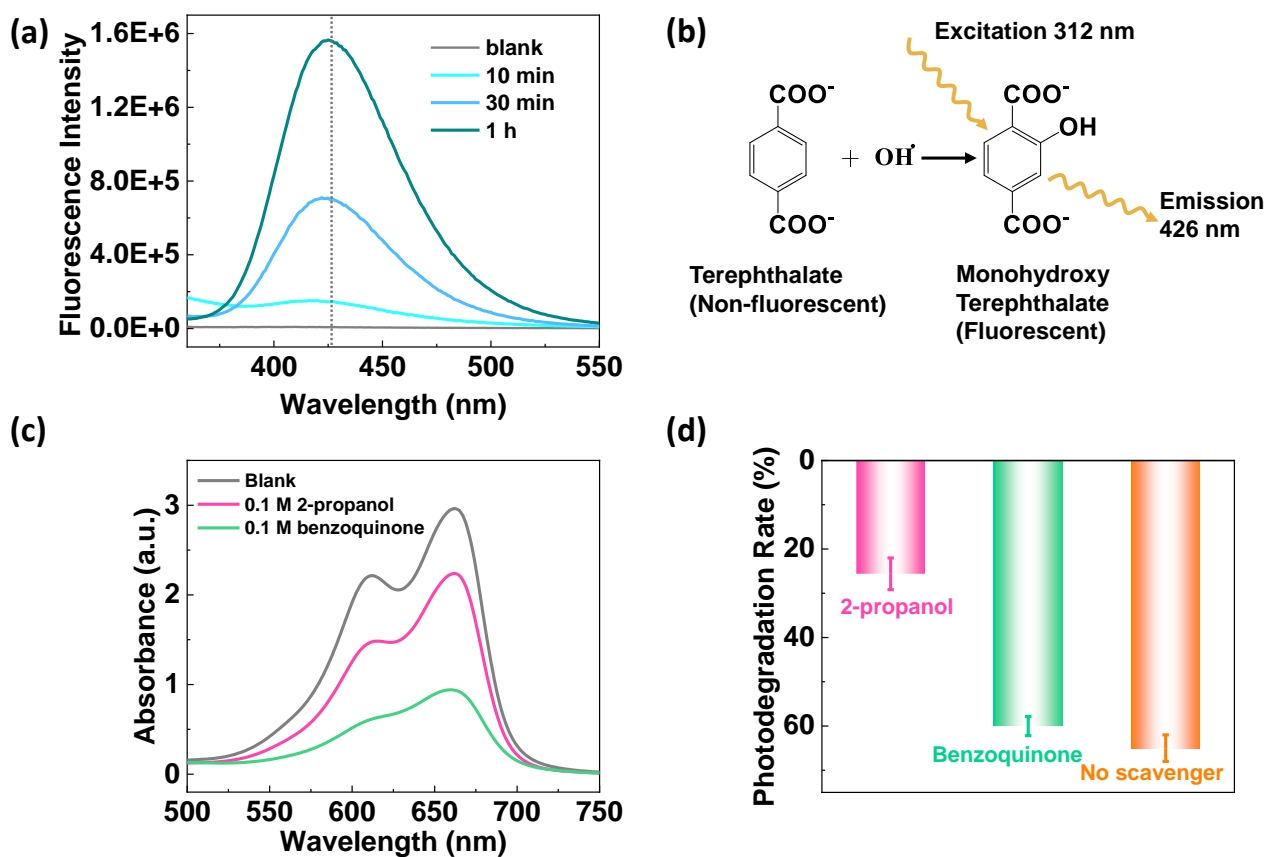 (a)
Fluorescence Intensity
1.6E+6
1.2E+6
8.0E+5
4.0E+5
0.0E+0
blank
10 min
30 min
1 h
400
450
500
550
Wavelength (nm)
(b)
Excitation 312 nm
COO⁻
COO⁻
+ OH•
COO⁻
OH
COO⁻
Emission
426 nm
Terephthalate
(Non-fluorescent)
Monohydroxy
Terephthalate
(Fluorescent)
(c)
Absorbance (a.u.)
3
2
1
0
Blank
0.1 M 2-propanol
0.1 M benzoquinone
500
550
600
650
700
750
Wavelength (nm)
(d)
Photodegradation Rate (%)
0
20
40
60
2-propanol
Benzoquinone
No scavenger